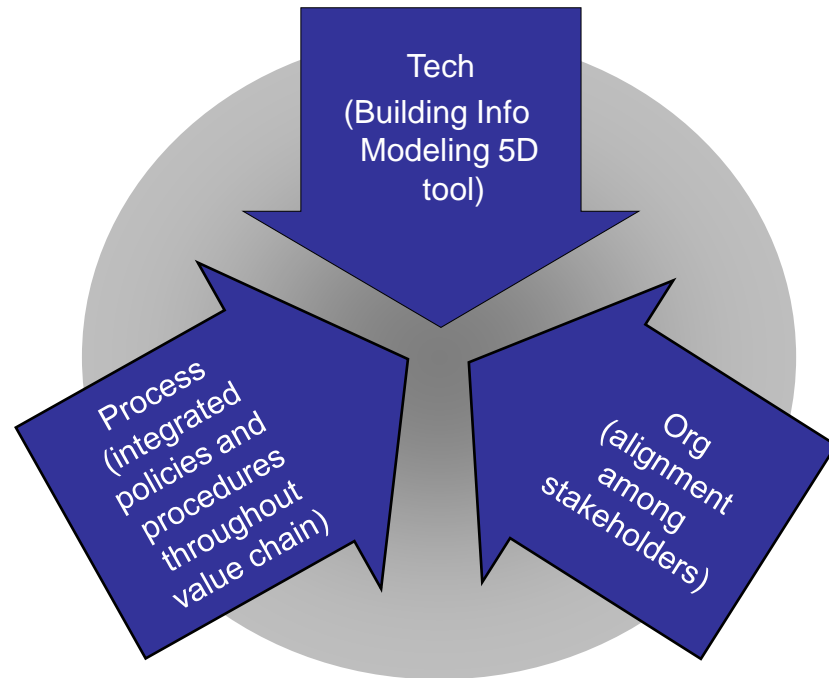 Tech
(Building Info
Modeling 5D
tool)
Process
(integrated
policies and
procedures
throughout
value chain)
Org
(alignment
among
stakeholders)